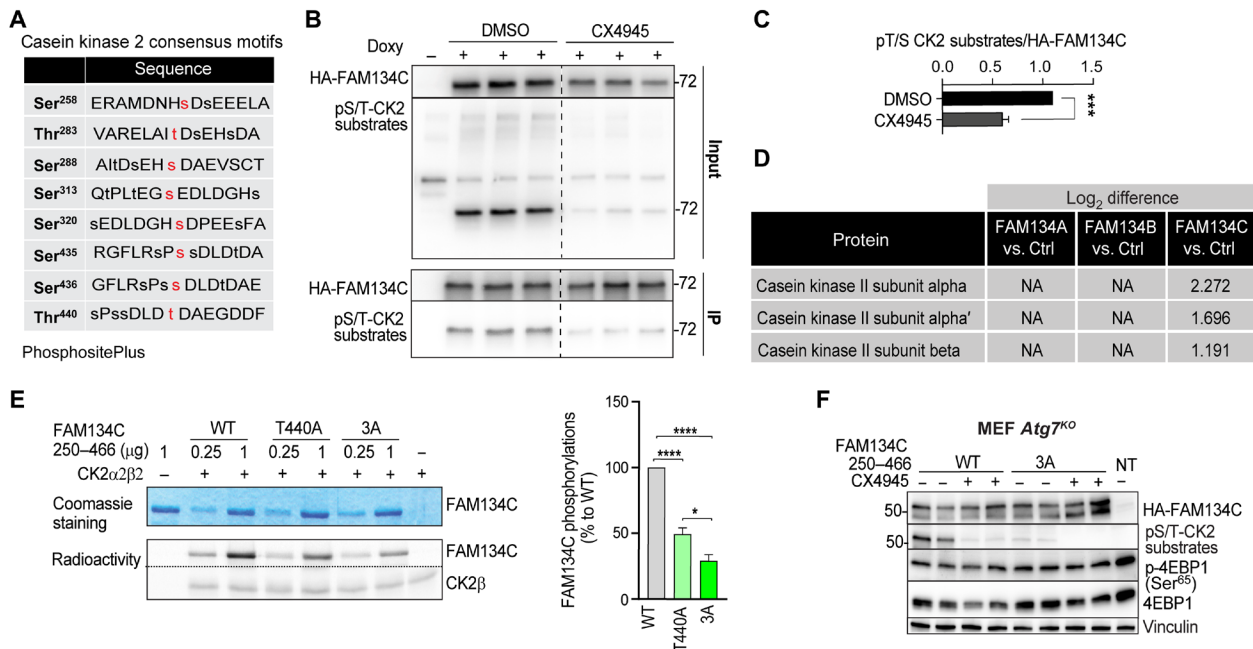 A
Casein kinase 2 consensus motifs
Sequence
Ser258 ERAMDNHsDsEEELA
Thr283 VARELAI t DsEHsDA
Ser288 AItDsEH s DAEVSCT
Ser313 QtPLtEG s EDLDGHs
Ser320 sEDLDGH s DPEEsFA
Ser435 RGFLRsP s sDLDtDA
Ser436 GFLRsPs s DLDtDAE
Thr440 sPssDLD t DAEGDDF
PhospositePlus
B
DMSO CX4945
Doxy – + + + + + +
HA-FAM134C -72
pS/T-CK2
substrates
-72
Input
HA-FAM134C
pS/T-CK2
substrates
-72
IP
C
pT/S CK2 substrates/HA-FAM134C
0.0 0.5 1.0 1.5
DMSO
CX4945
***
D
Log2 difference
Protein FAM134A vs. Ctrl FAM134B vs. Ctrl FAM134C vs. Ctrl
Casein kinase II subunit alpha NA NA 2.272
Casein kinase II subunit alpha′ NA NA 1.696
Casein kinase II subunit beta NA NA 1.191
E
FAM134C WT T440A 3A
250–466 (μg) 1 0.25 1 0.25 1 0.25 1 –
CK2α2β2 – + + + + + + +
Coomassie
staining
FAM134C
Radioactivity
FAM134C
CK2β
FAM134C phosphorylations
(% to WT)
150
100
50
0
****
****
*
WT T440A 3A
F
MEF Atg7KO
FAM134C
250–466 WT 3A NT
CX4945 – – + + – – + + –
50- HA-FAM134C
50- pS/T-CK2
substrates
p-4EBP1
(Ser65)
4EBP1
Vinculin